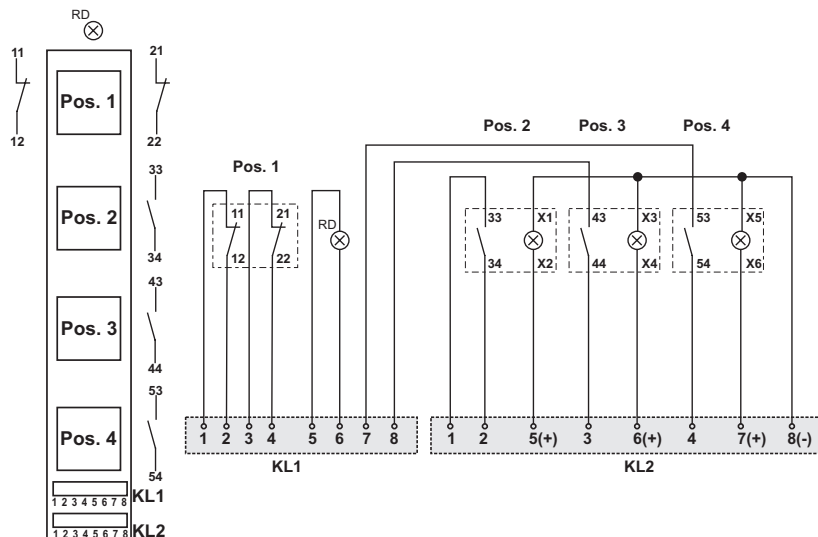 RD
11
21
Pos. 1
12
22
33
Pos. 2
34
43
Pos. 3
44
53
Pos. 4
54
1 2 3 4 5 6 7 8 KL1
1 2 3 4 5 6 7 8 KL2
Pos. 1
11 21 RD
12 22
1 2 3 4 5 6 7 8
KL1
Pos. 2 Pos. 3 Pos. 4
33 X1 43 X3 53 X5
34 X2 44 X4 54 X6
1 2 5(+) 3 6(+) 4 7(+) 8(-)
KL2